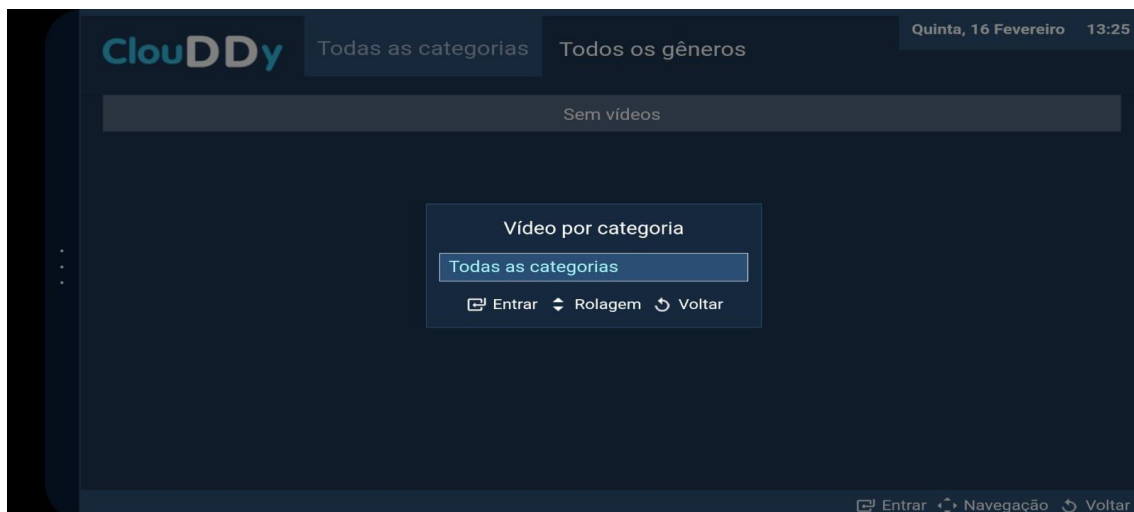 ClouDDy
Todas as categorias
Todos os gêneros
Quinta, 16 Fevereiro 13:25
Sem vídeos
Vídeo por categoria
Todas as categorias
Entrar Rolagem Voltar
Entrar Navegação Voltar